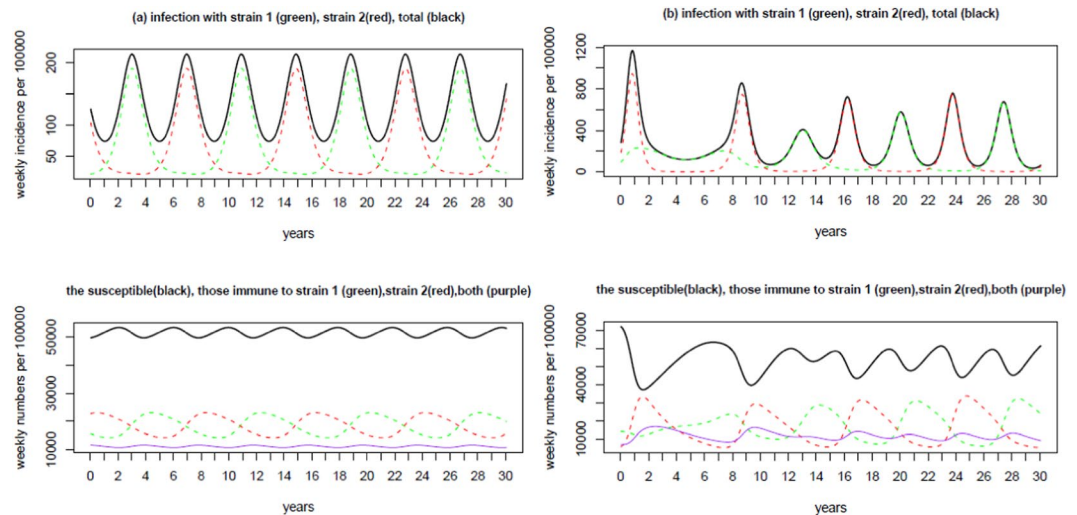 (a) infection with strain 1 (green), strain 2(red), total (black)
weekly incidence per 100000
200
100
50
0 2 4 6 8 10 12 14 16 18 20 22 24 26 28 30
years
(b) infection with strain 1 (green), strain 2(red), total (black)
weekly incidence per 100000
1200
800
400
0
0 2 4 6 8 10 12 14 16 18 20 22 24 26 28 30
years
the susceptible(black), those immune to strain 1 (green),strain 2(red),both (purple)
weekly numbers per 100000
50000
30000
10000
0 2 4 6 8 10 12 14 16 18 20 22 24 26 28 30
years
the susceptible(black), those immune to strain 1 (green),strain 2(red),both (purple)
weekly numbers per 100000
70000
40000
10000
0 2 4 6 8 10 12 14 16 18 20 22 24 26 28 30
years